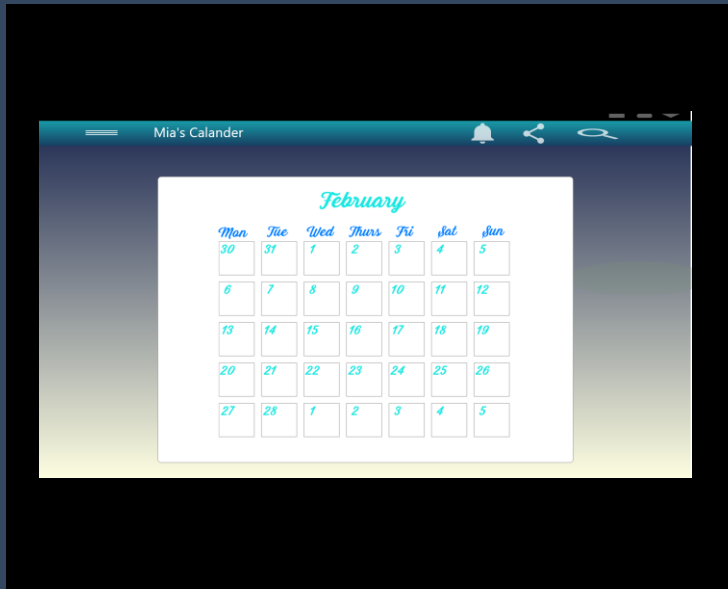 Mia's Calander
February
Mon Tue Wed Thurs Fri Sat Sun
30 31 1 2 3 4 5
6 7 8 9 10 11 12
13 14 15 16 17 18 19
20 21 22 23 24 25 26
27 28 1 2 3 4 5